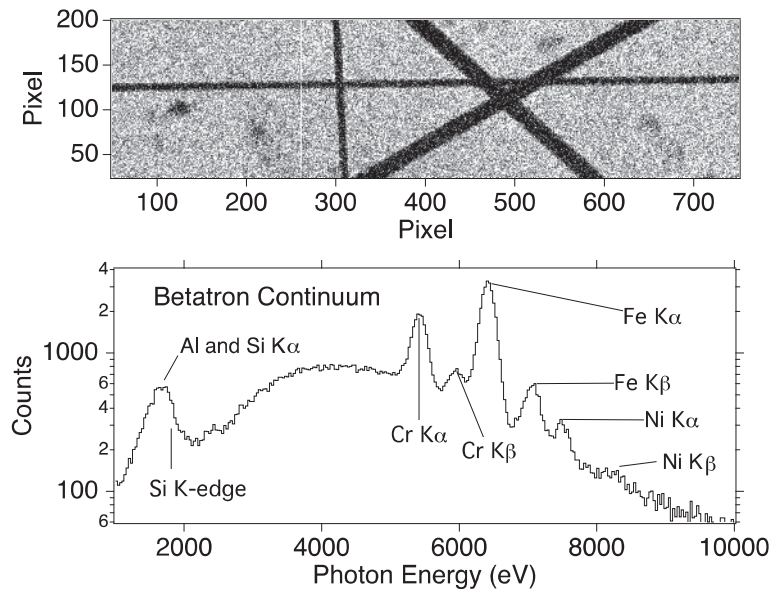 200
150
100
50
Pixel
100 200 300 400 500 600 700
Pixel
4
2
1000
6
4
2
100
6
Counts
Betatron Continuum
Al and Si Kα
Si K-edge
Cr Kα
Cr Kβ
Fe Kα
Fe Kβ
Ni Kα
Ni Kβ
2000 4000 6000 8000 10000
Photon Energy (eV)